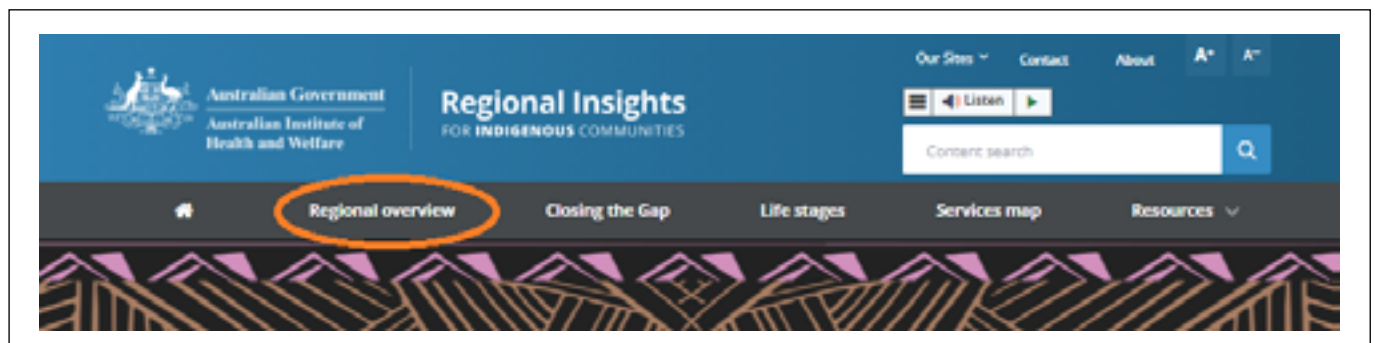 Our Sites Contact About A+ A-
Australian Government
Australian Institute of
Health and Welfare
Regional Insights
FOR INDIGENOUS COMMUNITIES
Listen
Content search
Regional overview Closing the Gap Life stages Services map Resources